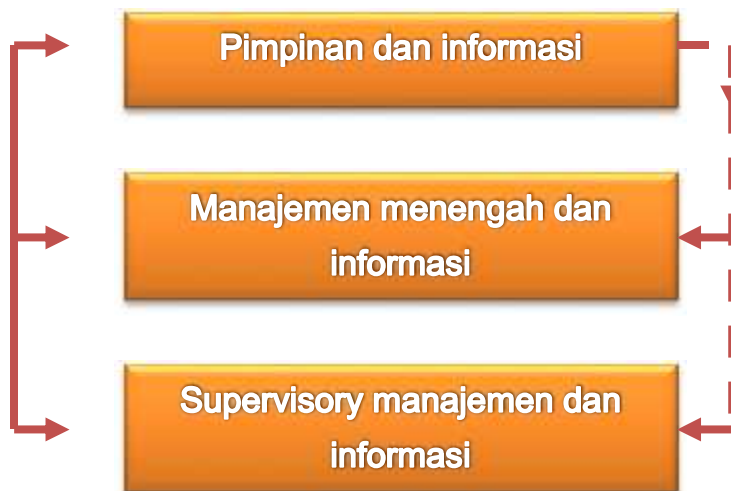 Pimpinan dan informasi
Manajemen menengah dan
informasi
Supervisory manajemen dan
informasi